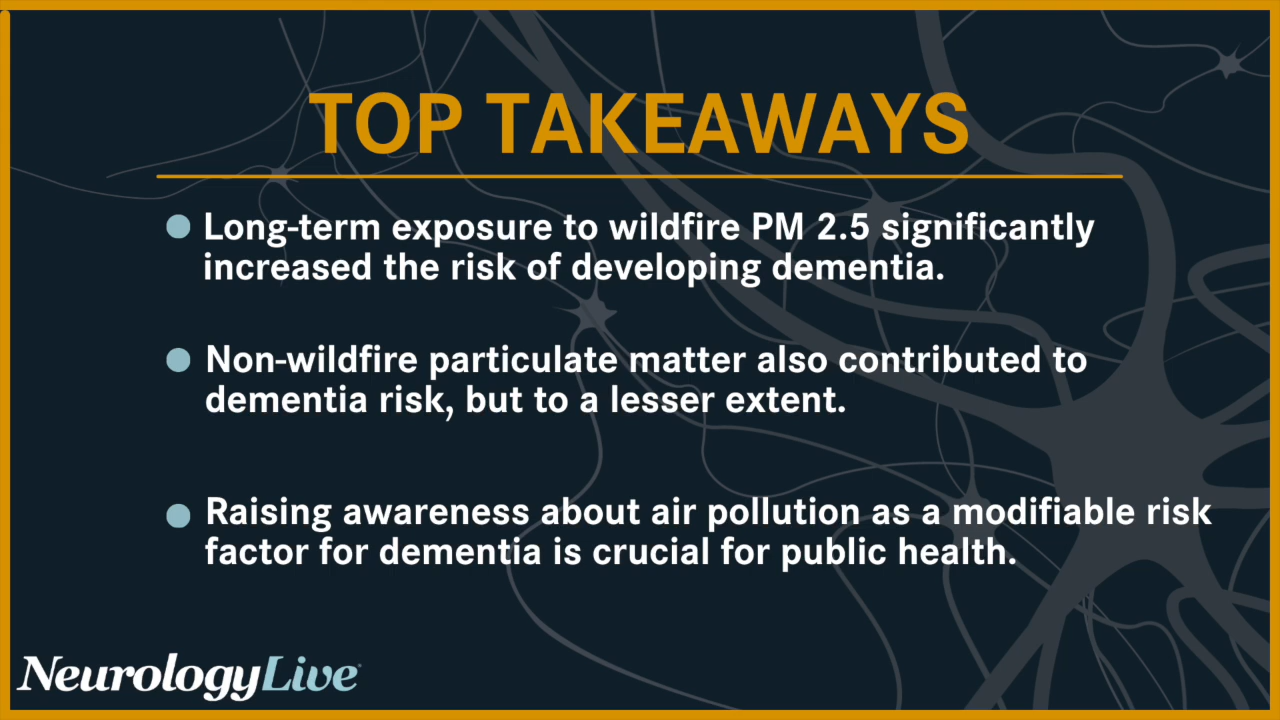 TOP TAKEAWAYS
Long-term exposure to wildfire PM 2.5 significantly
increased the risk of developing dementia.
Non-wildfire particulate matter also contributed to
dementia risk, but to a lesser extent.
Raising awareness about air pollution as a modifiable risk
factor for dementia is crucial for public health.
NeurologyLive